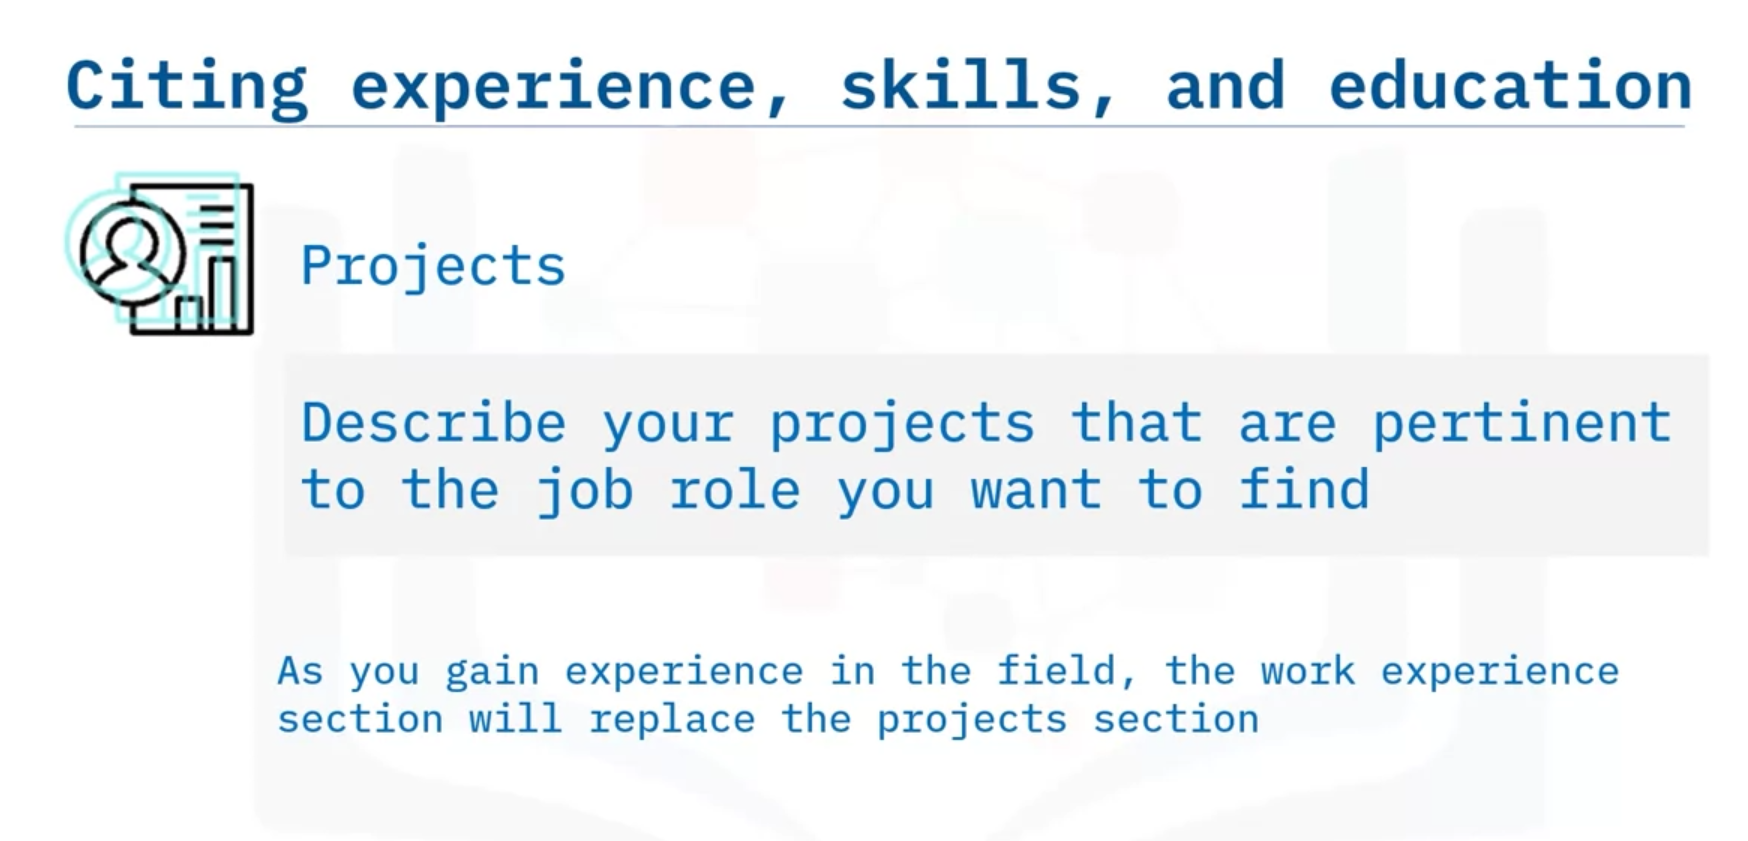 Citing experience, skills, and education
Projects
Describe your projects that are pertinent
to the job role you want to find
As you gain experience in the field, the work experience
section will replace the projects section